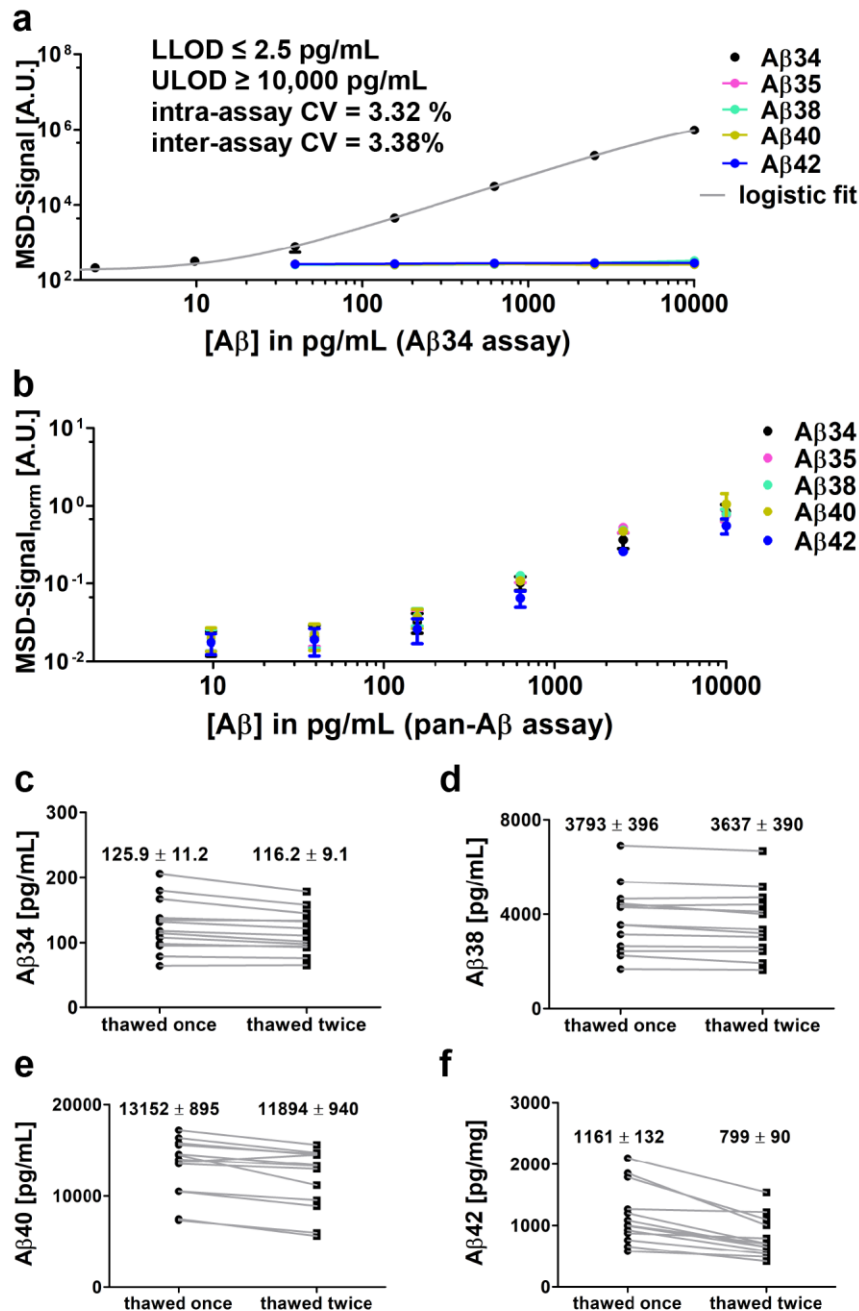 a
LLOD ≤ 2.5 pg/mL
ULOD ≥ 10,000 pg/mL
intra-assay CV = 3.32 %
inter-assay CV = 3.38%
MSD-Signal [A.U.]
10⁸
10⁶
10⁴
10²
10
100
1000
10000
[Aβ] in pg/mL (Aβ34 assay)
Aβ34
Aβ35
Aβ38
Aβ40
Aβ42
logistic fit
b
MSD-Signalnorm [A.U.]
10¹
10⁰
10⁻¹
10⁻²
10
100
1000
10000
[Aβ] in pg/mL (pan-Aβ assay)
Aβ34
Aβ35
Aβ38
Aβ40
Aβ42
c
Aβ34 [pg/mL]
300
200
100
0
125.9 ± 11.2
116.2 ± 9.1
thawed once
thawed twice
d
Aβ38 [pg/mL]
8000
4000
0
3793 ± 396
3637 ± 390
thawed once
thawed twice
e
Aβ40 [pg/mL]
20000
10000
0
13152 ± 895
11894 ± 940
thawed once
thawed twice
f
Aβ42 [pg/mg]
3000
2000
1000
0
1161 ± 132
799 ± 90
thawed once
thawed twice